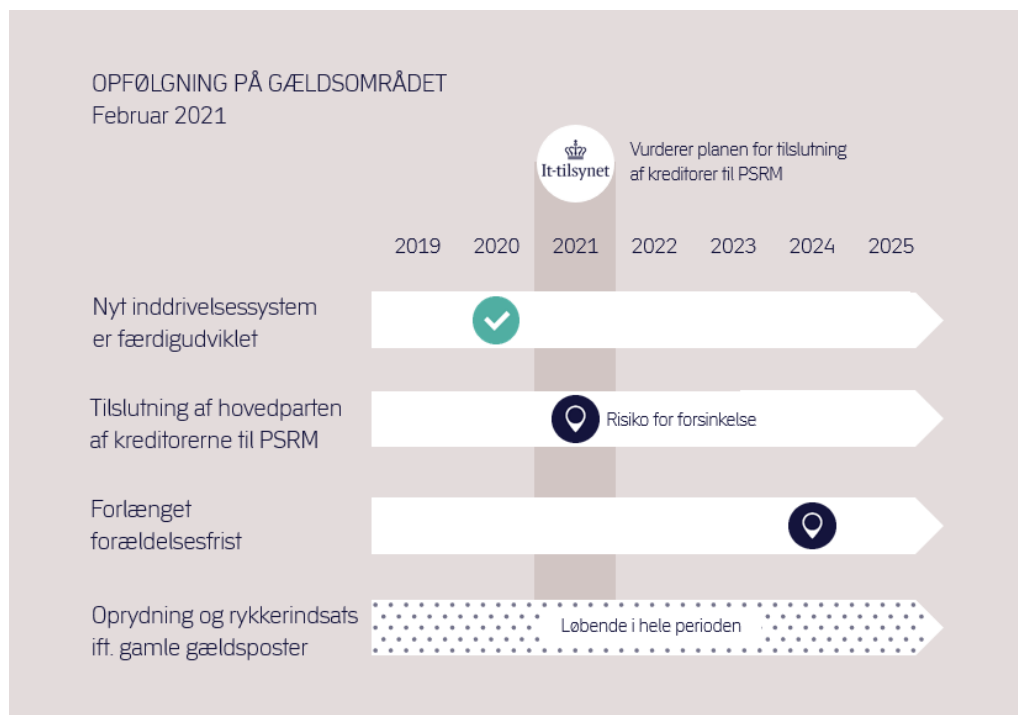 OPFØLGNING PÅ GÆLDSOMRÅDET
Februar 2021
It-tilsynet
Vurderer planen for tilslutning
af kreditorer til PSRM
2019 2020 2021 2022 2023 2024 2025
Nyt inddrivelsessystem
er færdigudviklet
Tilslutning af hovedparten
af kreditorerne til PSRM
Risiko for forsinkelse
Forlænget
forældelsesfrist
Oprydning og rykkerindsats
ift. gamle gældsposter
Løbende i hele perioden